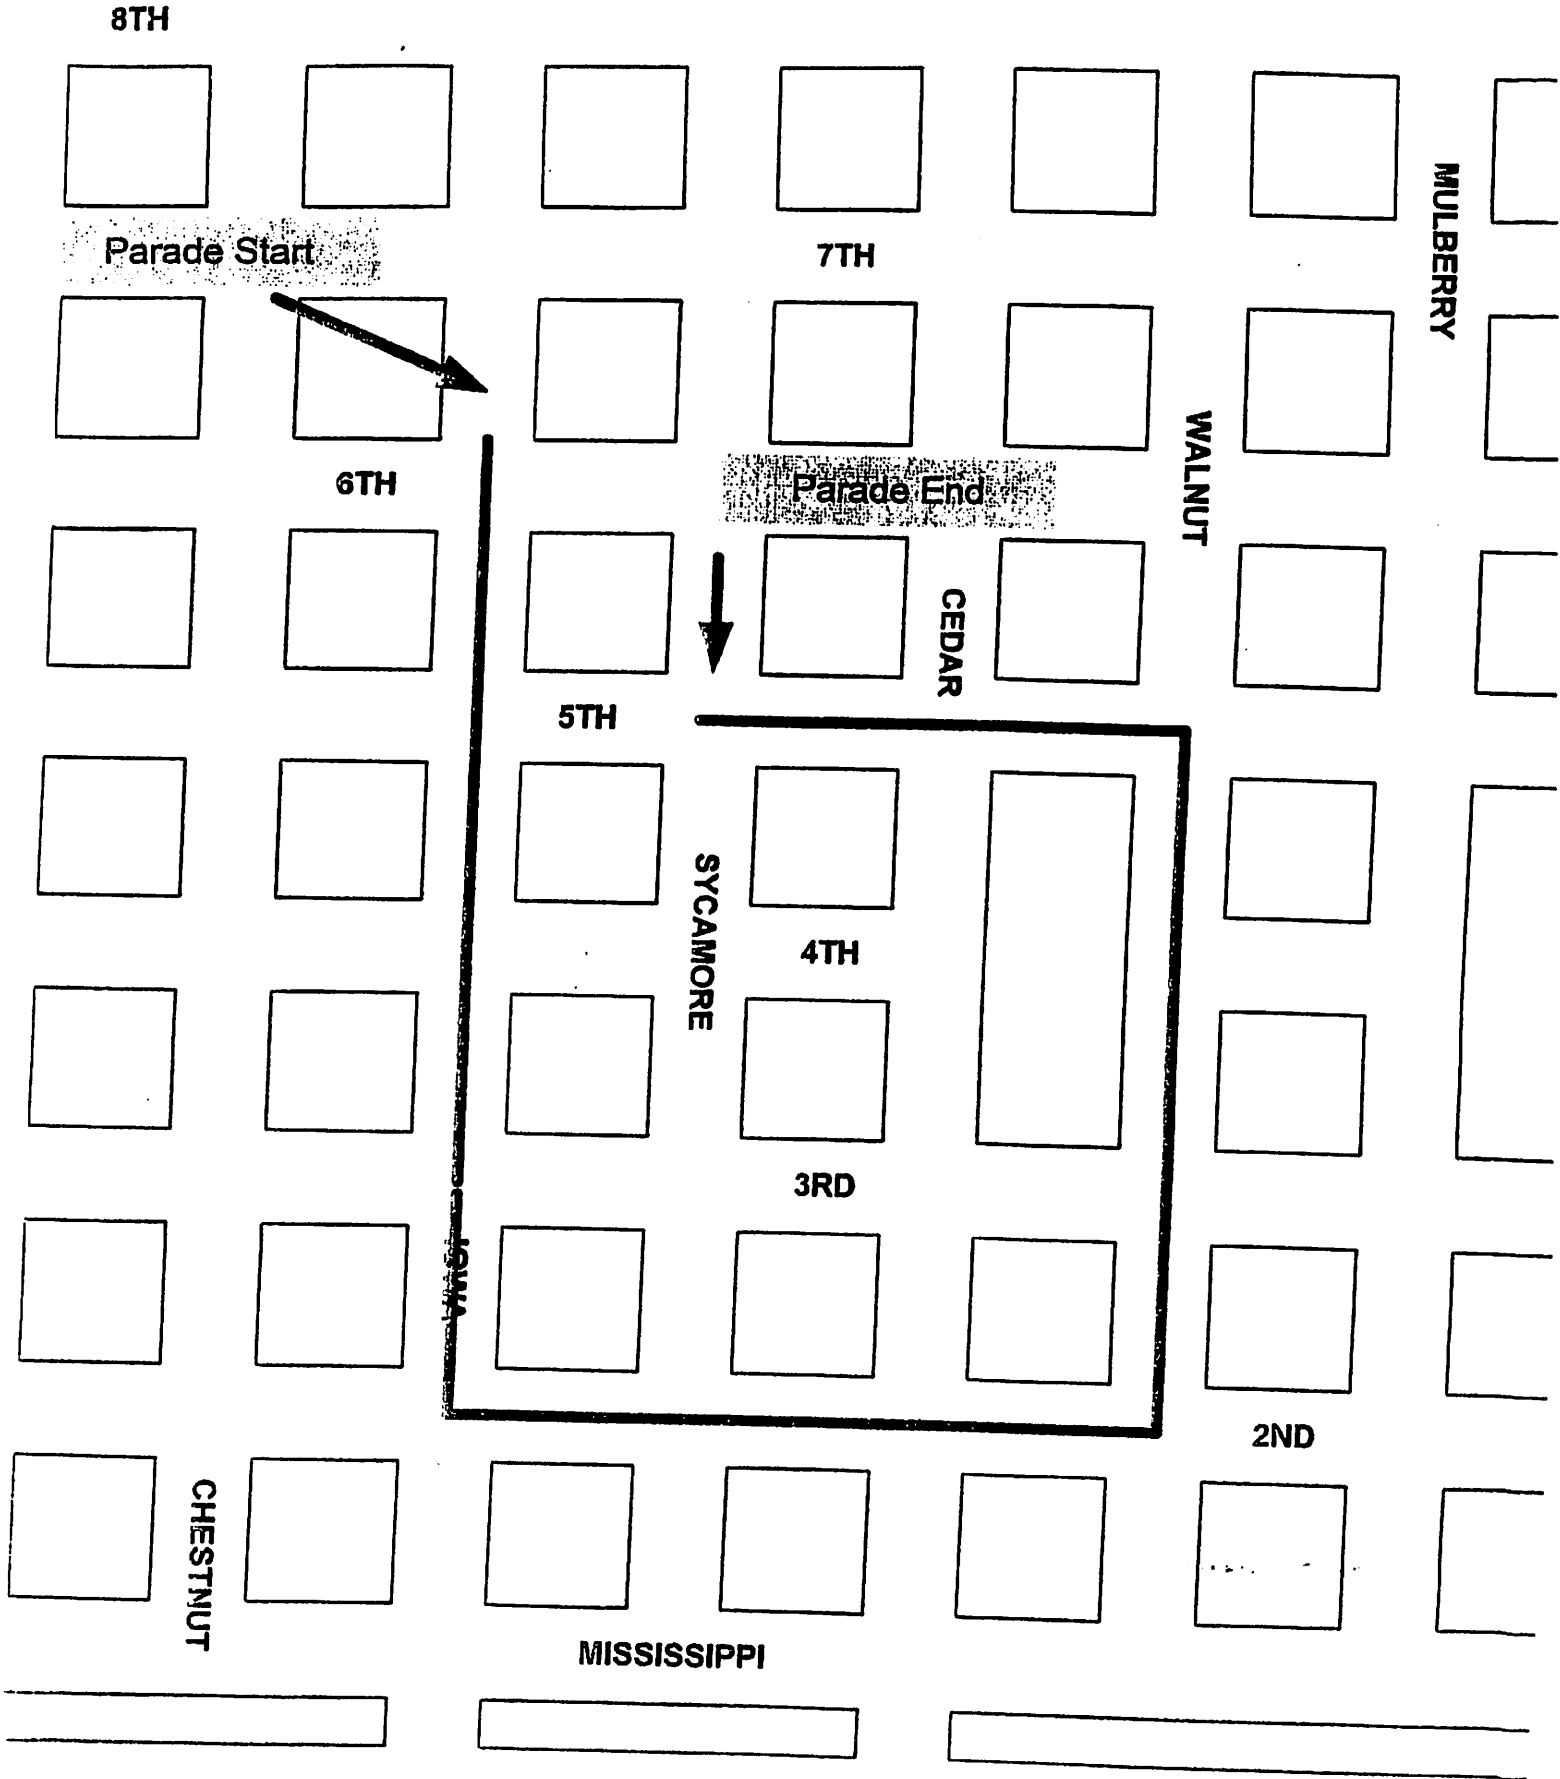 8TH
MULBERRY
Parade Start
7TH
WALNUT
6TH
Parade End
CEDAR
5TH
SYCAMORE
4TH
3RD
IOWA
2ND
CHESTNUT
MISSISSIPPI